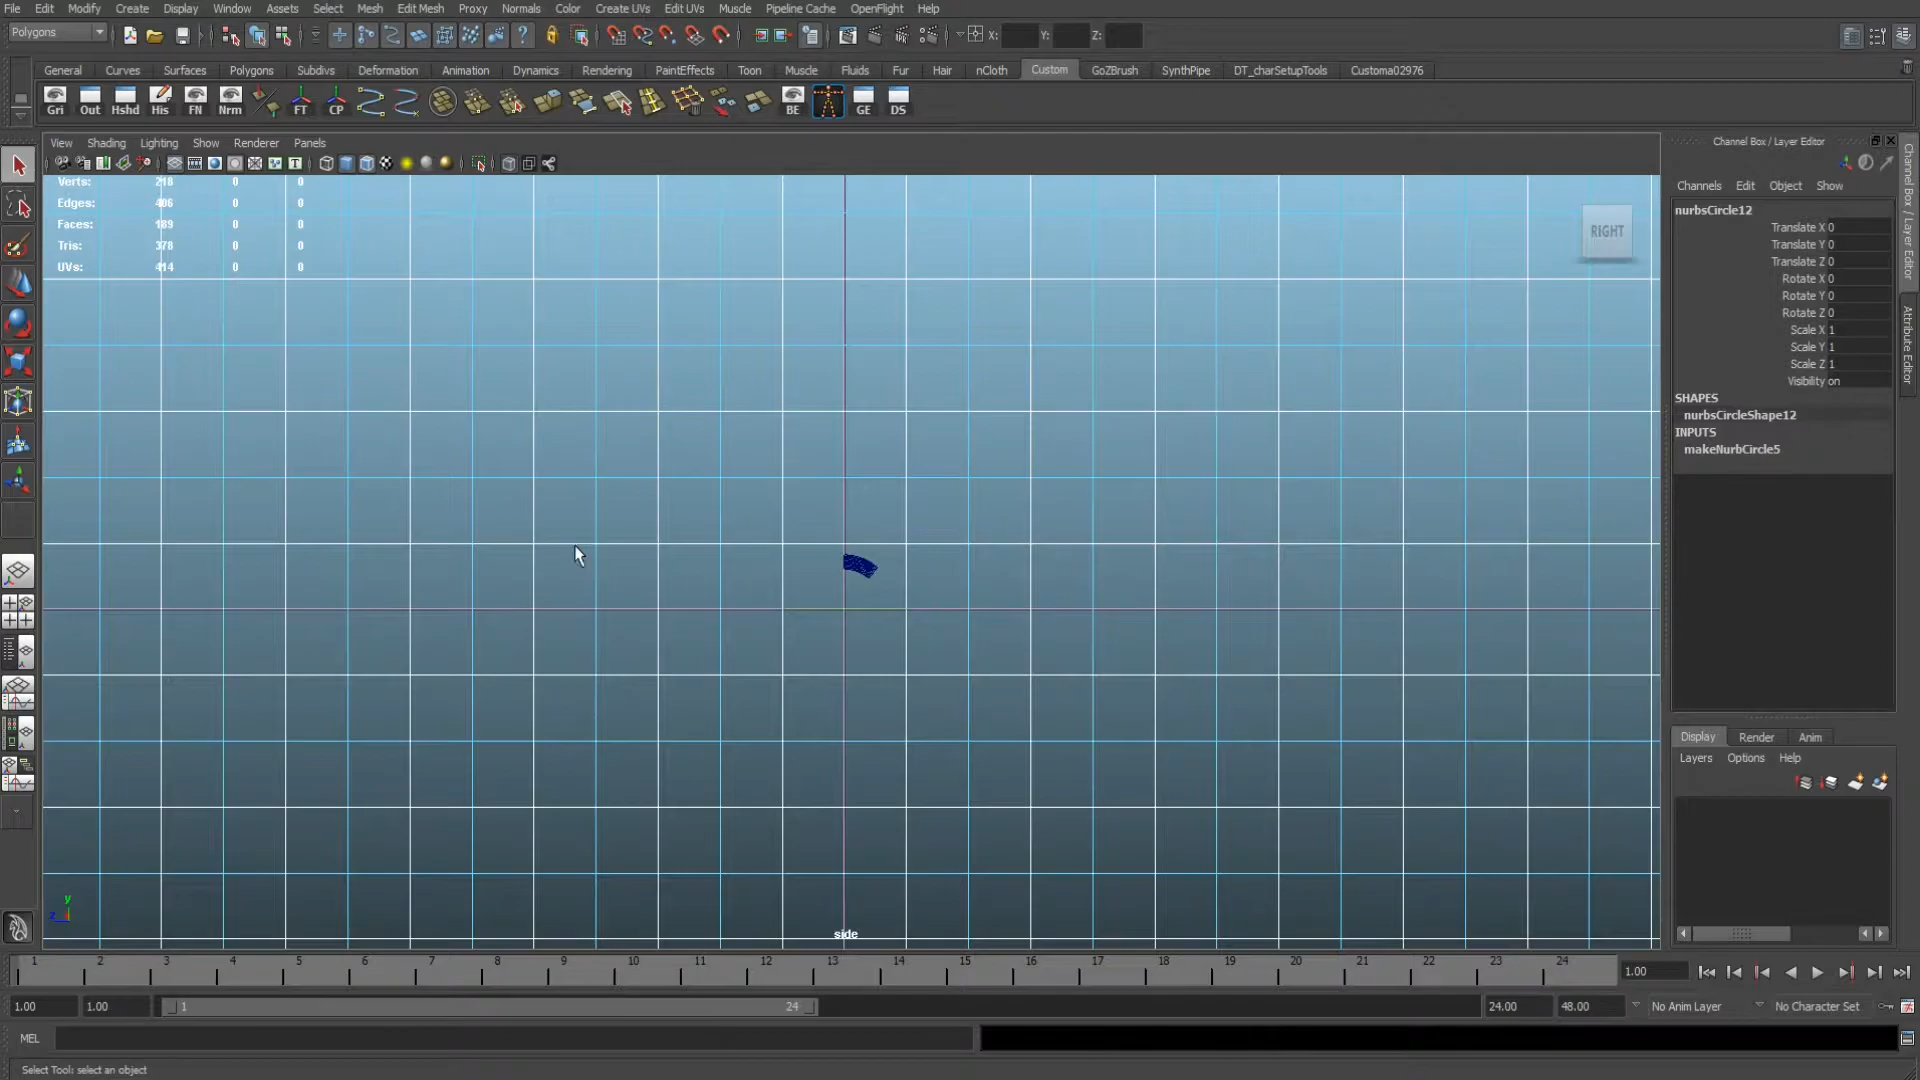 File Edit Modify Create Display Window Assets Select Mesh Edit Mesh Proxy Normals Color Create UVs Edit UVs Muscle Pipeline Cache OpenFlight Help
Polygons X: Y: Z:
General Curves Surfaces Polygons Subdivs Deformation Animation Dynamics Rendering PaintEffects Toon Muscle Fluids Fur Hair nCloth Custom GoZBrush SynthPipe DT_charSetupTools Customa02976
Gri Out Hshd His FN Nrm FT CP BE GE DS
View Shading Lighting Show Renderer Panels
Verts: 218 0 0
Edges: 406 0 0
Faces: 189 0 0
Tris: 378 0 0
UVs: 414 0 0
RIGHT
y
z
side
Channel Box / Layer Editor
Channels Edit Object Show
nurbsCircle12
Translate X 0
Translate Y 0
Translate Z 0
Rotate X 0
Rotate Y 0
Rotate Z 0
Scale X 1
Scale Y 1
Scale Z 1
Visibility on
SHAPES
nurbsCircleShape12
INPUTS
makeNurbCircle5
Channel Box / Layer Editor
Attribute Editor
Display Render Anim
Layers Options Help
1 2 3 4 5 6 7 8 9 10 11 12 13 14 15 16 17 18 19 20 21 22 23 24 1.00
1.00 1.00 1 24 24.00 48.00 No Anim Layer No Character Set
MEL
Select Tool: select an object